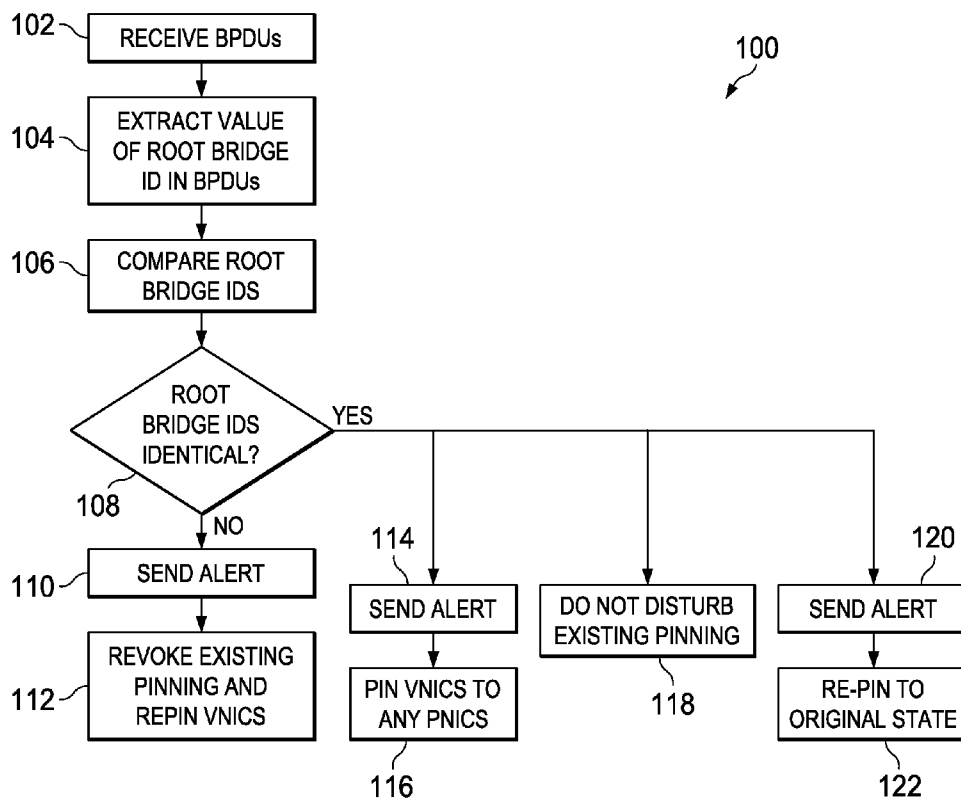 102
RECEIVE BPDUs
100
104
EXTRACT VALUE
OF ROOT BRIDGE
ID IN BPDUs
106
COMPARE ROOT
BRIDGE IDS
ROOT
BRIDGE IDS
IDENTICAL?
YES
108
NO
110
SEND ALERT
114
SEND ALERT
DO NOT DISTURB
EXISTING PINNING
118
120
SEND ALERT
112
REVOKE EXISTING
PINNING AND
REPIN VNICS
PIN VNICS TO
ANY PNICS
116
RE-PIN TO
ORIGINAL STATE
122